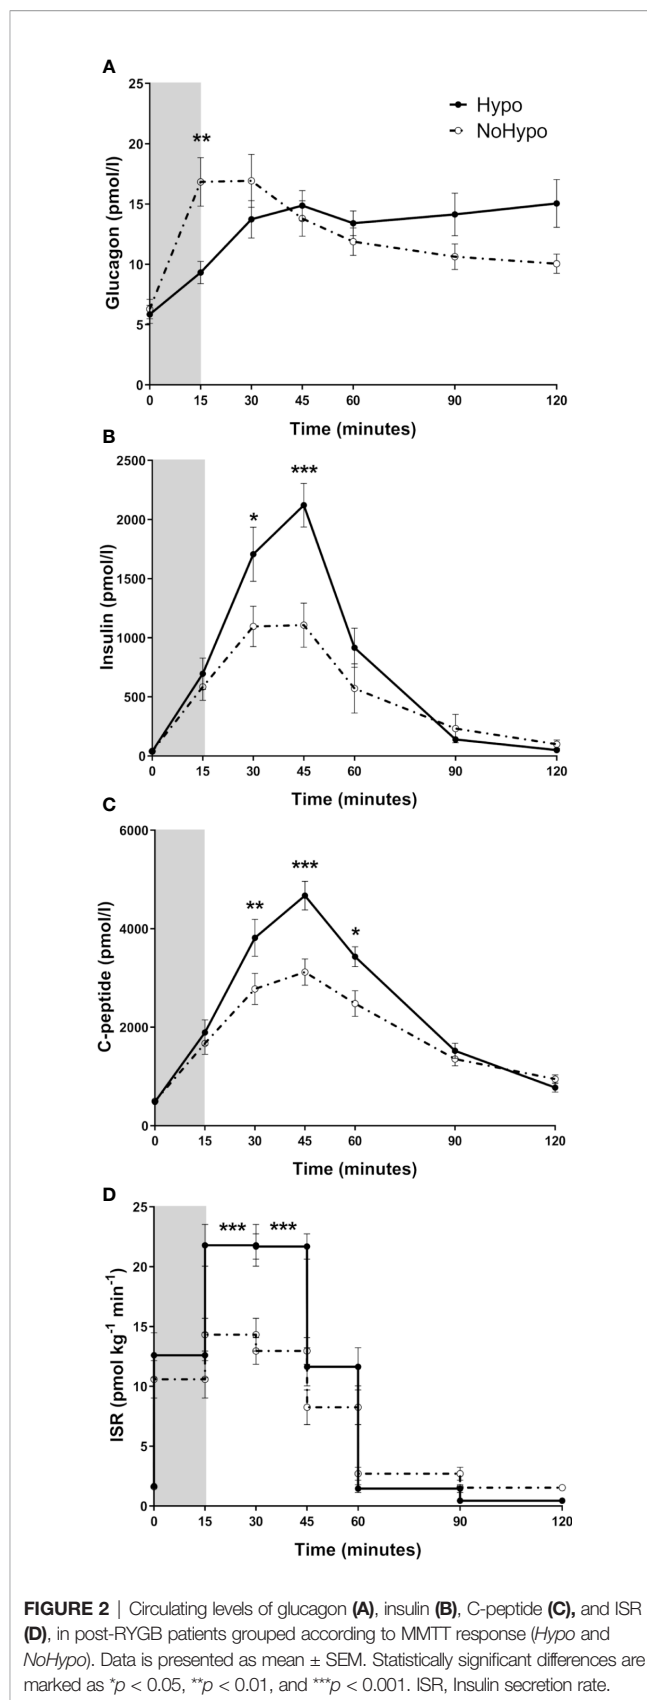 A
25
20
15
10
5
0
Glucagon (pmol/l)
**
Hypo
NoHypo
0 15 30 45 60 90 120
Time (minutes)
B
2500
2000
1500
1000
500
0
Insulin (pmol/l)
*
***
0 15 30 45 60 90 120
Time (minutes)
C
6000
4000
2000
0
C-peptide (pmol/l)
**
***
*
0 15 30 45 60 90 120
Time (minutes)
D
25
20
15
10
5
0
ISR (pmol kg⁻¹ min⁻¹)
*** ***
0 15 30 45 60 90 120
Time (minutes)
FIGURE 2 | Circulating levels of glucagon (A), insulin (B), C-peptide (C), and ISR
(D), in post-RYGB patients grouped according to MMTT response (Hypo and
NoHypo). Data is presented as mean ± SEM. Statistically significant differences are
marked as *p < 0.05, **p < 0.01, and ***p < 0.001. ISR, Insulin secretion rate.